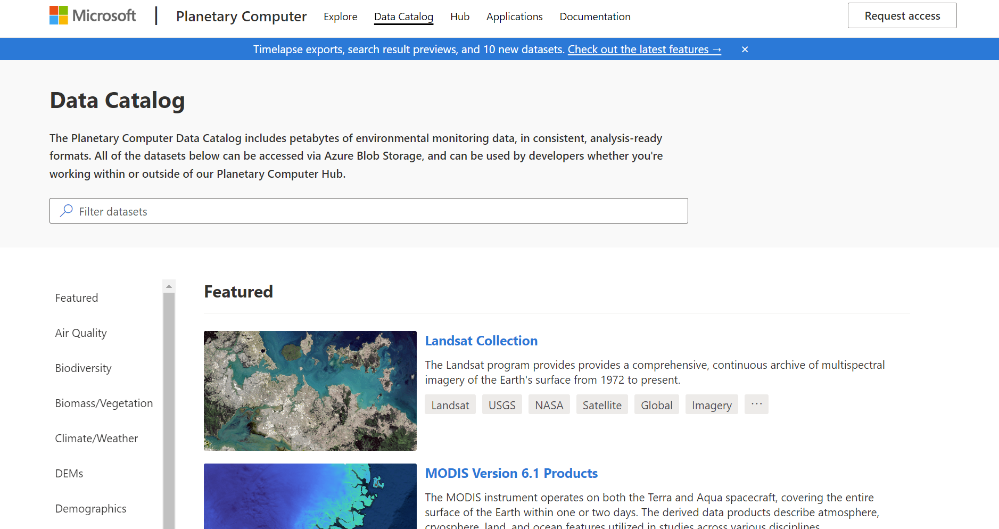 Microsoft | Planetary Computer Explore Data Catalog Hub Applications Documentation Request access
Timelapse exports, search result previews, and 10 new datasets. Check out the latest features → ×
Data Catalog
The Planetary Computer Data Catalog includes petabytes of environmental monitoring data, in consistent, analysis-ready
formats. All of the datasets below can be accessed via Azure Blob Storage, and can be used by developers whether you're
working within or outside of our Planetary Computer Hub.
Filter datasets
Featured
Air Quality
Biodiversity
Biomass/Vegetation
Climate/Weather
DEMs
Demographics
Featured
Landsat Collection
The Landsat program provides provides a comprehensive, continuous archive of multispectral
imagery of the Earth's surface from 1972 to present.
Landsat USGS NASA Satellite Global Imagery ...
MODIS Version 6.1 Products
The MODIS instrument operates on both the Terra and Aqua spacecraft, covering the entire
surface of the Earth within one or two days. The derived data products describe atmosphere,
cryosphere, land, and ocean features utilized in studies across various disciplines.